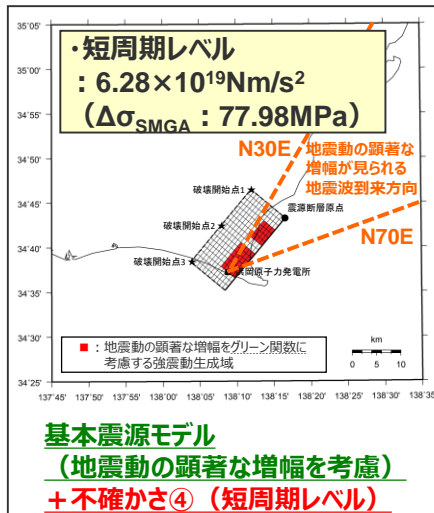 ・短周期レベル
：6.28×10¹⁹Nm/s²
（ΔσSMGA：77.98MPa）
35°05'
35°00'
34°55'
34°50'
34°45'
34°40'
34°35'
34°30'
34°25'
N30E
地震動の顕著な
増幅が見られる
地震波到来方向
N70E
破壊開始点1
震源断層原点
破壊開始点2
破壊開始点3
岡原子力発電所
■：地震動の顕著な増幅をグリーン関数に
考慮する強震動生成域
km
0 5 10
137°45' 137°50' 137°55' 138°00' 138°05' 138°10' 138°15' 138°20' 138°25' 138°30' 138°35'
基本震源モデル
（地震動の顕著な増幅を考慮）
＋不確かさ④（短周期レベル）